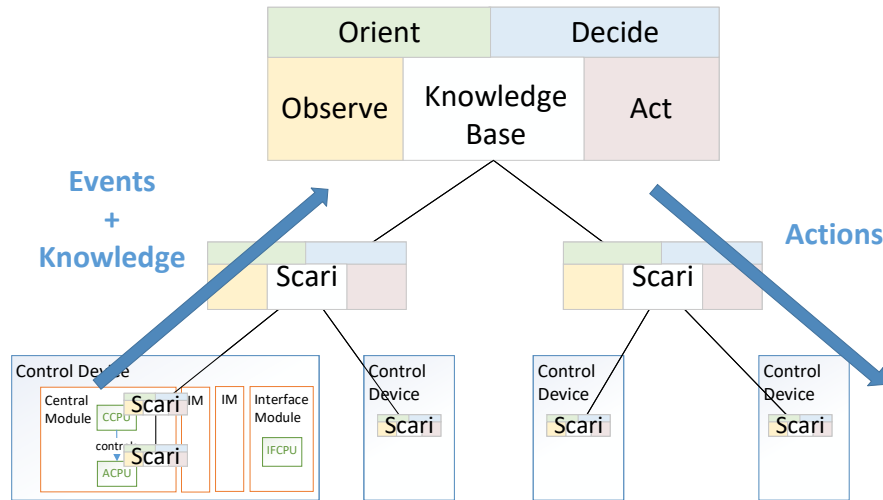 Orient
Decide
Observe
Knowledge
Base
Act
Events
+
Knowledge
Actions
Scari
Scari
Control Device
Central
Module
CCPU
Scari
control
ACPU
Scari
IM
IM
Interface
Module
IFCPU
Control
Device
Scari
Control
Device
Scari
Control
Device
Scari